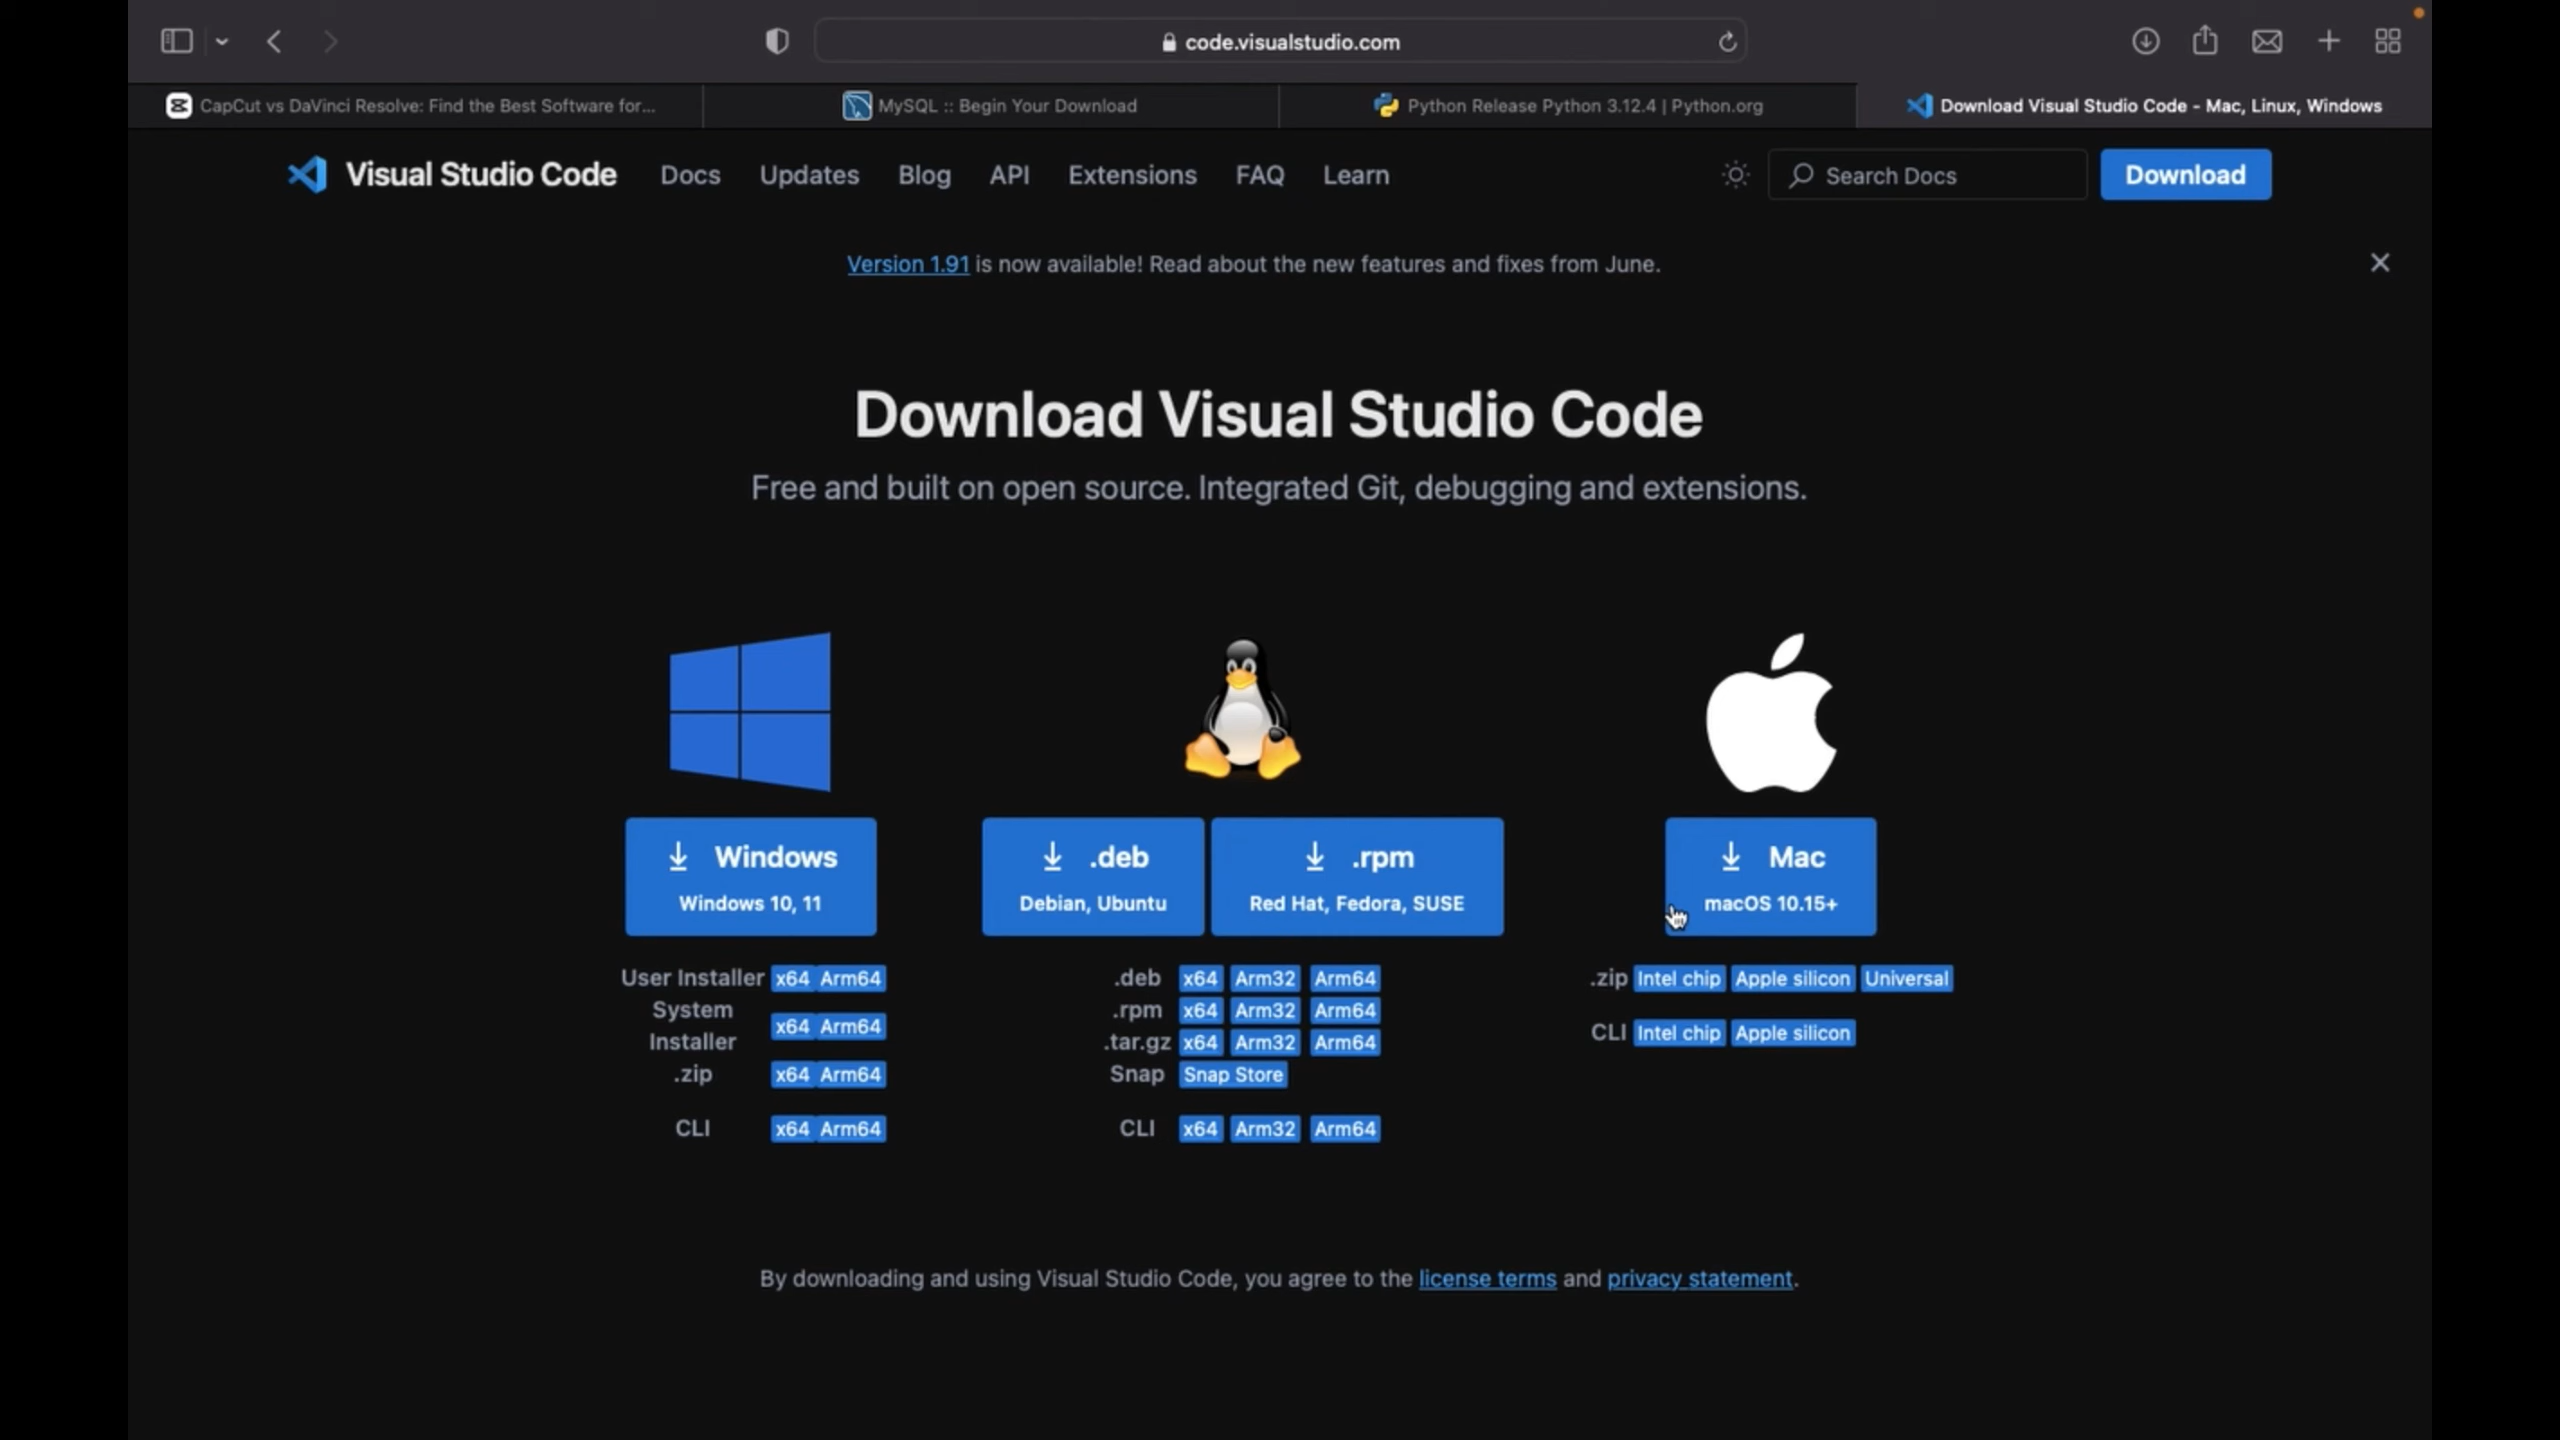 code.visualstudio.com
CapCut vs DaVinci Resolve: Find the Best Software for...
MySQL :: Begin Your Download
Python Release Python 3.12.4 | Python.org
Download Visual Studio Code - Mac, Linux, Windows
Visual Studio Code Docs Updates Blog API Extensions FAQ Learn Search Docs Download
Version 1.91 is now available! Read about the new features and fixes from June.
Download Visual Studio Code
Free and built on open source. Integrated Git, debugging and extensions.
Windows
Windows 10, 11
User Installer x64 Arm64
System
Installer x64 Arm64
.zip x64 Arm64
CLI x64 Arm64
.deb
Debian, Ubuntu
.rpm
Red Hat, Fedora, SUSE
.deb x64 Arm32 Arm64
.rpm x64 Arm32 Arm64
.tar.gz x64 Arm32 Arm64
Snap Snap Store
CLI x64 Arm32 Arm64
Mac
macOS 10.15+
.zip Intel chip Apple silicon Universal
CLI Intel chip Apple silicon
By downloading and using Visual Studio Code, you agree to the license terms and privacy statement.